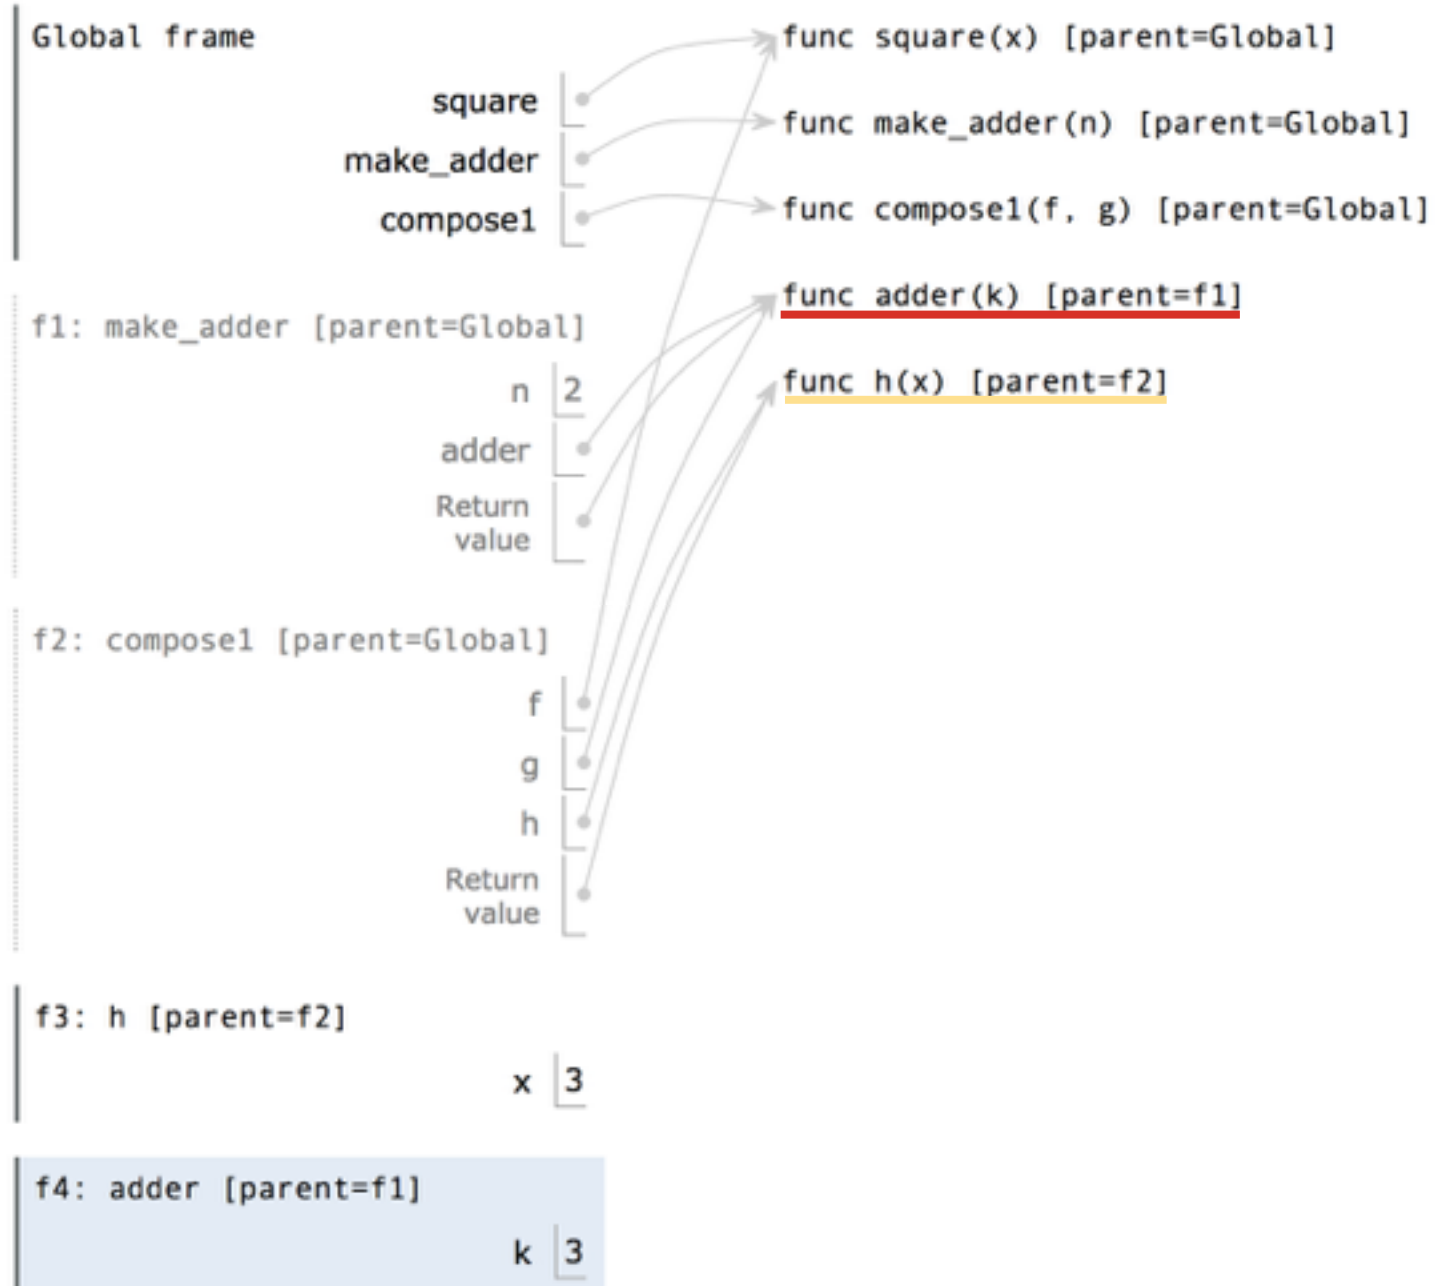 Global frame
square
make_adder
compose1
func square(x) [parent=Global]
func make_adder(n) [parent=Global]
func compose1(f, g) [parent=Global]
func adder(k) [parent=f1]
func h(x) [parent=f2]
f1: make_adder [parent=Global]
n 2
adder
Return
value
f2: compose1 [parent=Global]
f
g
h
Return
value
f3: h [parent=f2]
x 3
f4: adder [parent=f1]
k 3